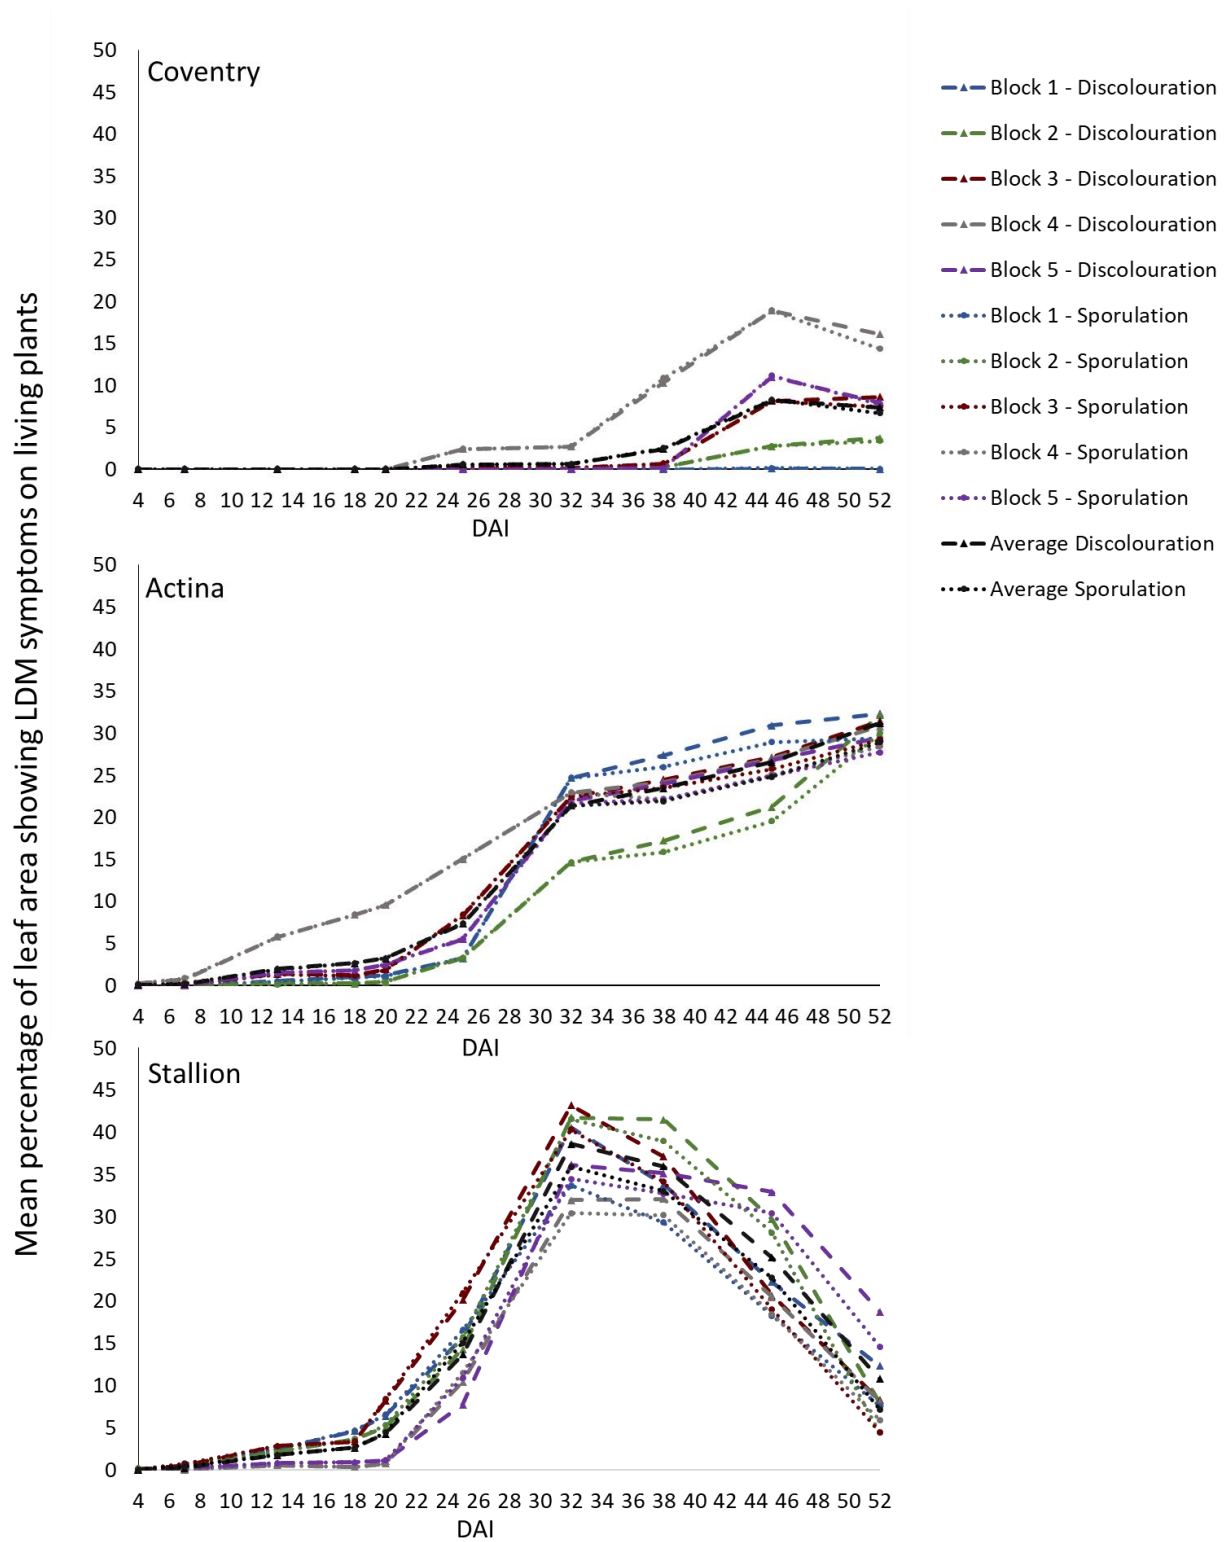 Mean percentage of leaf area showing LDM symptoms on living plants
Coventry
50
45
40
35
30
25
20
15
10
5
0
4 6 7 8 10 12 14 16 18 20 22 24 26 28 30 32 34 36 38 42 44 46 48 50 52
DAI
Actina
50
45
40
35
30
25
20
15
10
5
0
4 6 7 8 10 12 14 16 18 20 22 24 26 28 30 32 34 36 38 42 44 46 48 50 52
DAI
Stallion
50
45
40
35
30
25
20
15
10
5
0
4 6 7 8 10 12 14 16 18 20 22 24 26 28 30 32 34 36 38 42 44 46 48 50 52
DAI
Block 1 - Discolouration
Block 2 - Discolouration
Block 3 - Discolouration
Block 4 - Discolouration
Block 5 - Discolouration
Block 1 - Sporulation
Block 2 - Sporulation
Block 3 - Sporulation
Block 4 - Sporulation
Block 5 - Sporulation
Average Discolouration
Average Sporulation